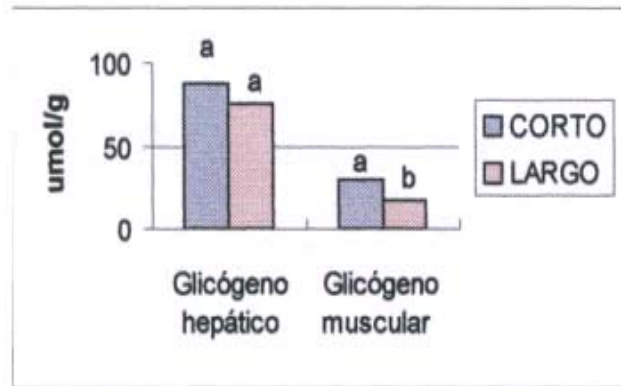 a
100
a
CORTO
umol/g
50
a
LARGO
b
0
Glicógeno Glicógeno
hepático muscular